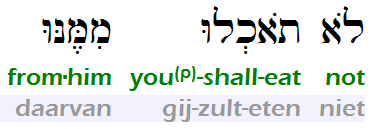 לֹא תֹאכְלוּ מִמֶּנּוּ
from·him you⁽ᵖ⁾-shall-eat not
daarvan gij-zult-eten niet